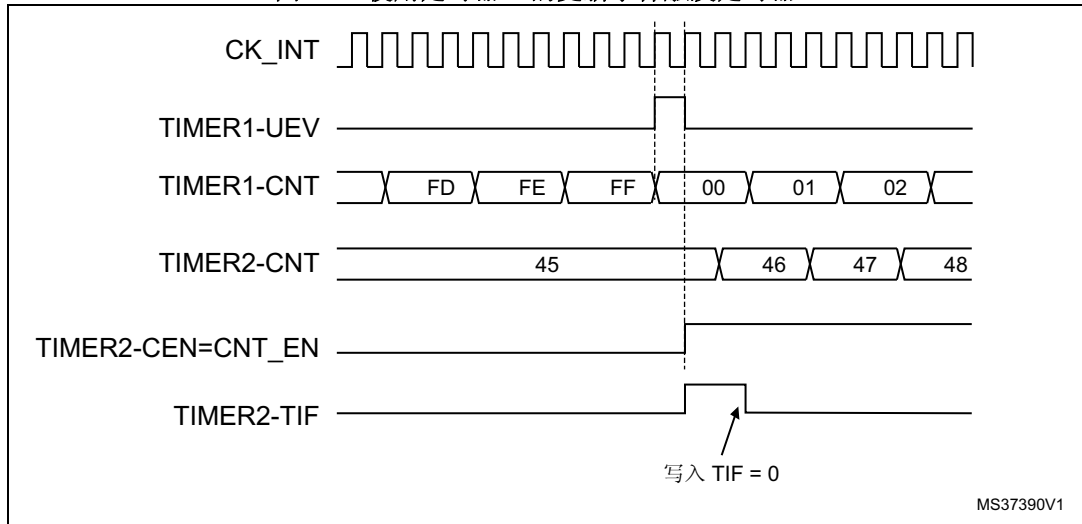 CK_INT
TIMER1-UEV
TIMER1-CNT FD FE FF 00 01 02
TIMER2-CNT 45 46 47 48
TIMER2-CEN=CNT_EN
TIMER2-TIF
写入 TIF = 0
MS37390V1